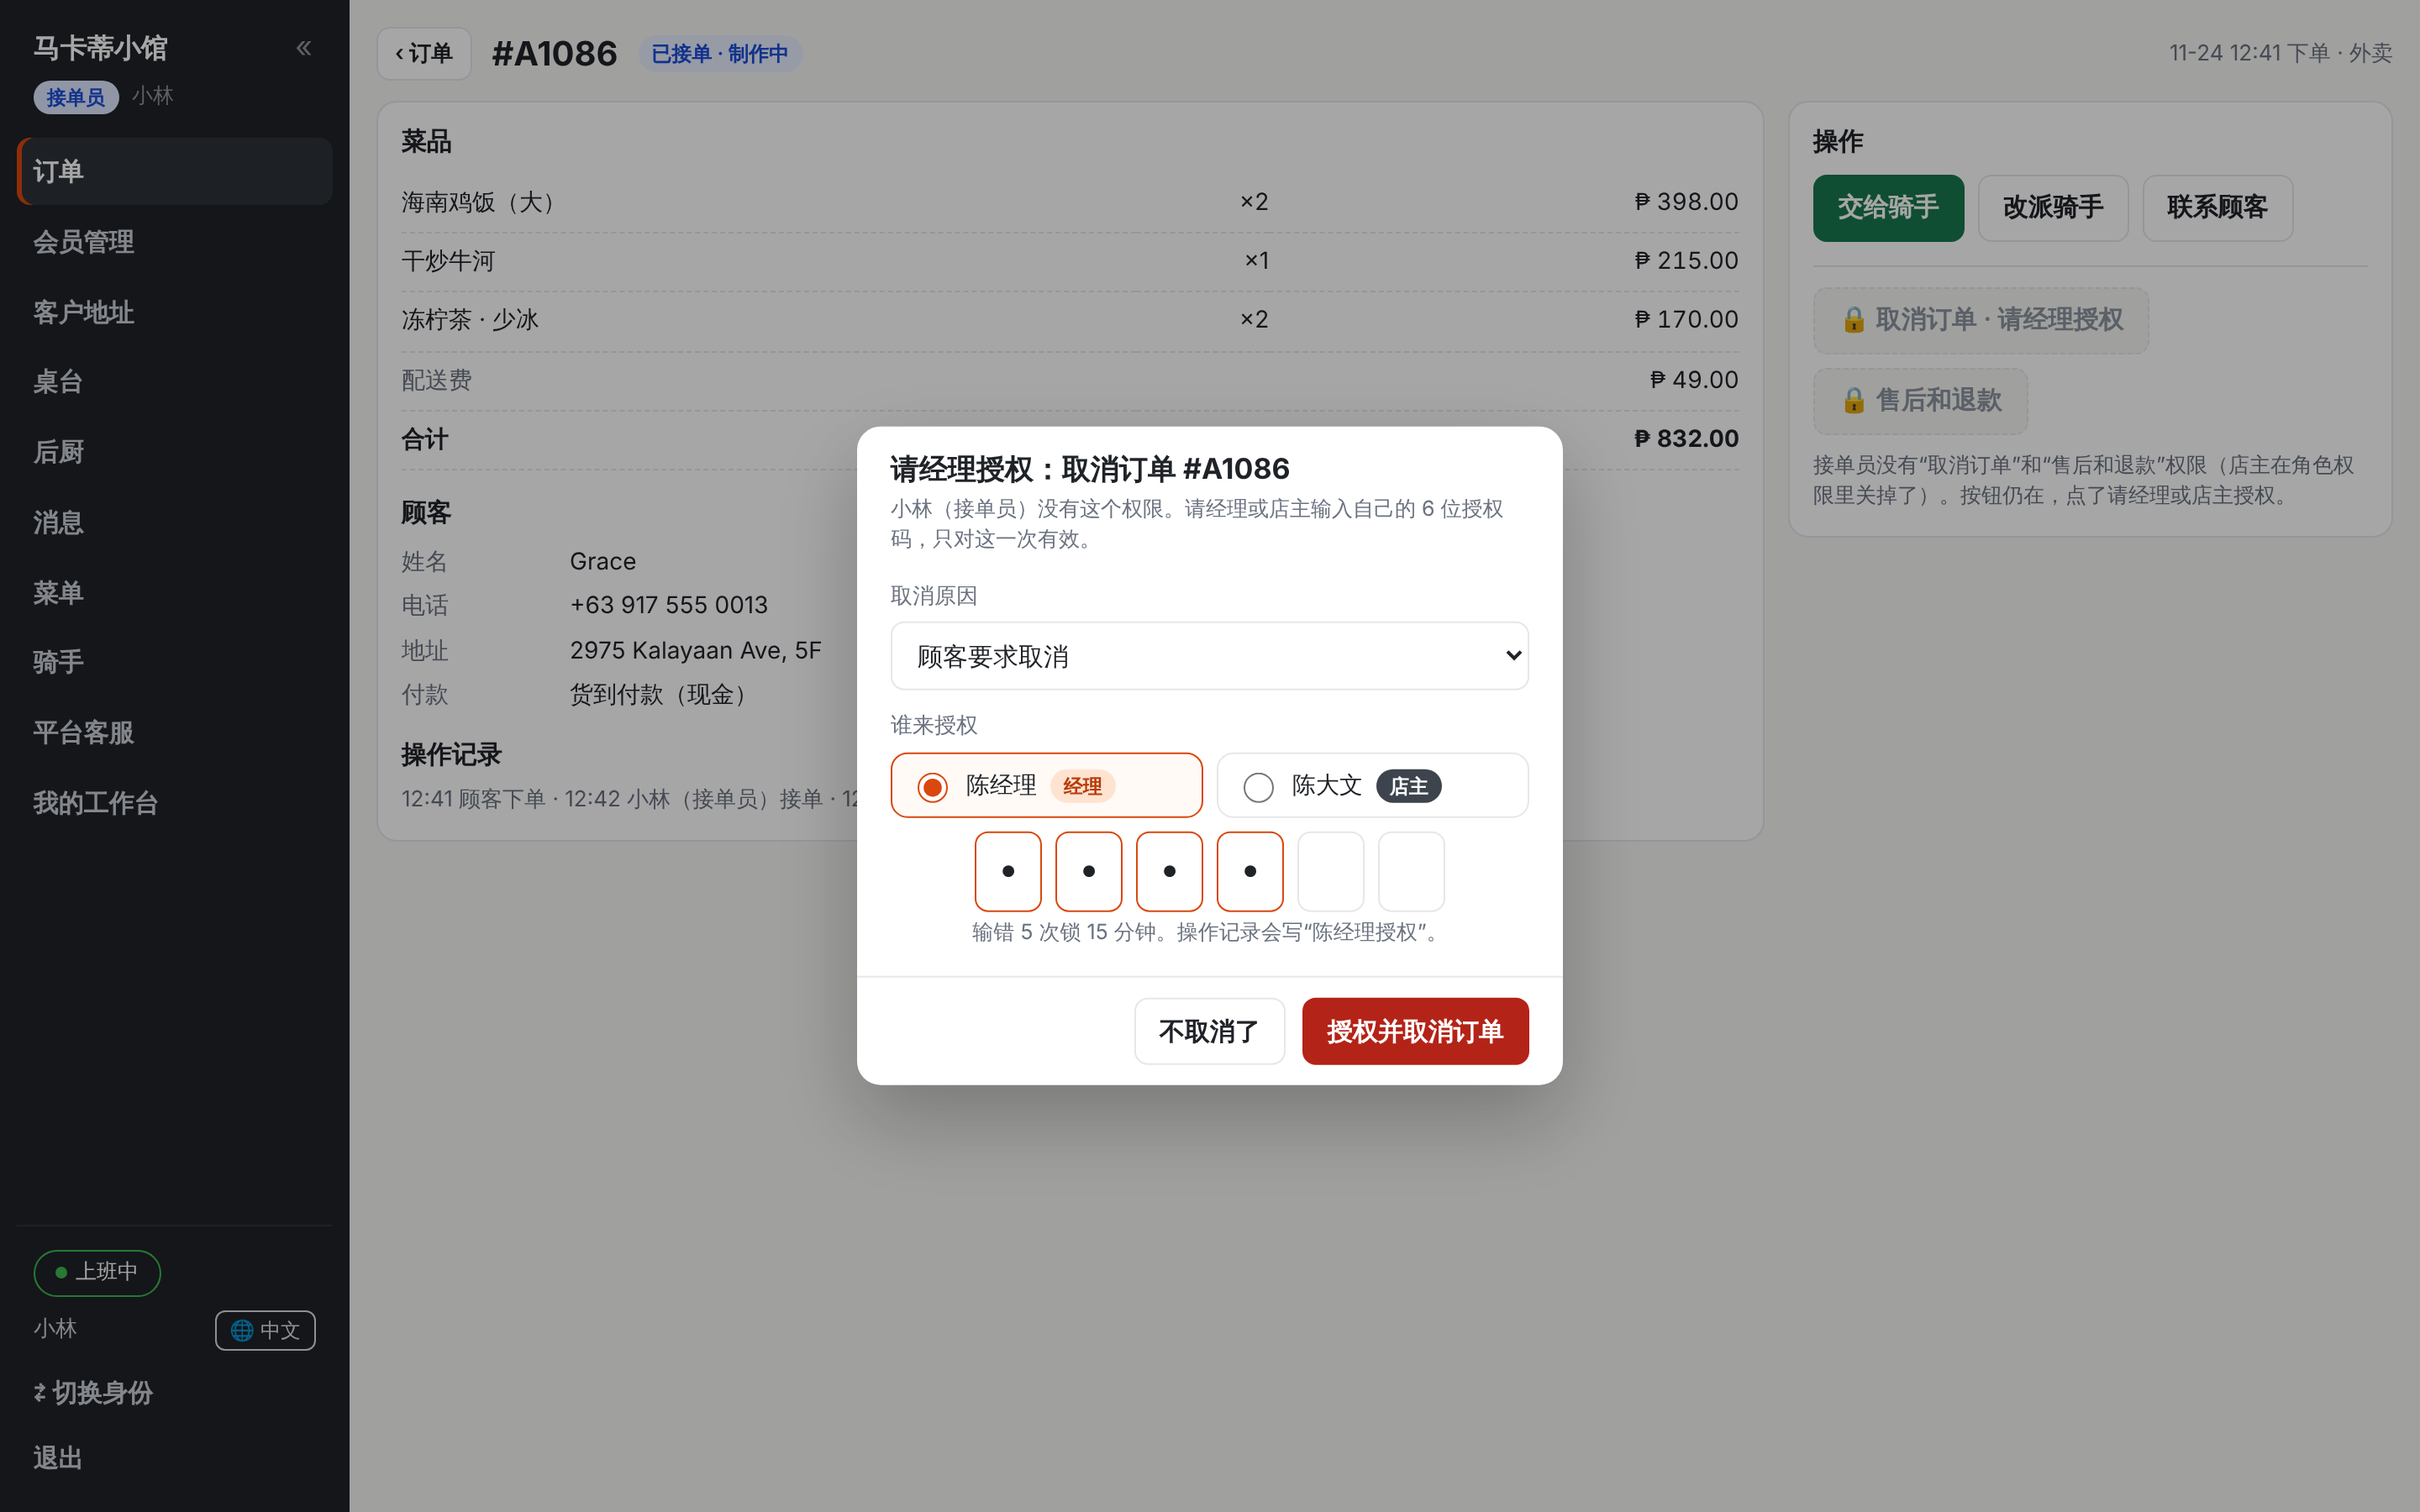 马卡蒂小馆 «
接单员 小林
订单
会员管理
客户地址
桌台
后厨
消息
菜单
骑手
平台客服
我的工作台
上班中
小林 🌐 中文
⇄ 切换身份
退出
‹ 订单 #A1086 已接单 · 制作中 11-24 12:41 下单 · 外卖
菜品
海南鸡饭（大） ×2 ₱ 398.00
干炒牛河 ×1 ₱ 215.00
冻柠茶 · 少冰 ×2 ₱ 170.00
配送费 ₱ 49.00
合计 ₱ 832.00
顾客
姓名 Grace
电话 +63 917 555 0013
地址 2975 Kalayaan Ave, 5F
付款 货到付款（现金）
操作记录
12:41 顾客下单 · 12:42 小林（接单员）接单 · 12
操作
交给骑手 改派骑手 联系顾客
🔒 取消订单 · 请经理授权
🔒 售后和退款
接单员没有“取消订单”和“售后和退款”权限（店主在角色权
限里关掉了）。按钮仍在，点了请经理或店主授权。
请经理授权：取消订单 #A1086
小林（接单员）没有这个权限。请经理或店主输入自己的 6 位授权
码，只对这一次有效。
取消原因
顾客要求取消
谁来授权
陈经理 经理 陈大文 店主
输错 5 次锁 15 分钟。操作记录会写“陈经理授权”。
不取消了 授权并取消订单